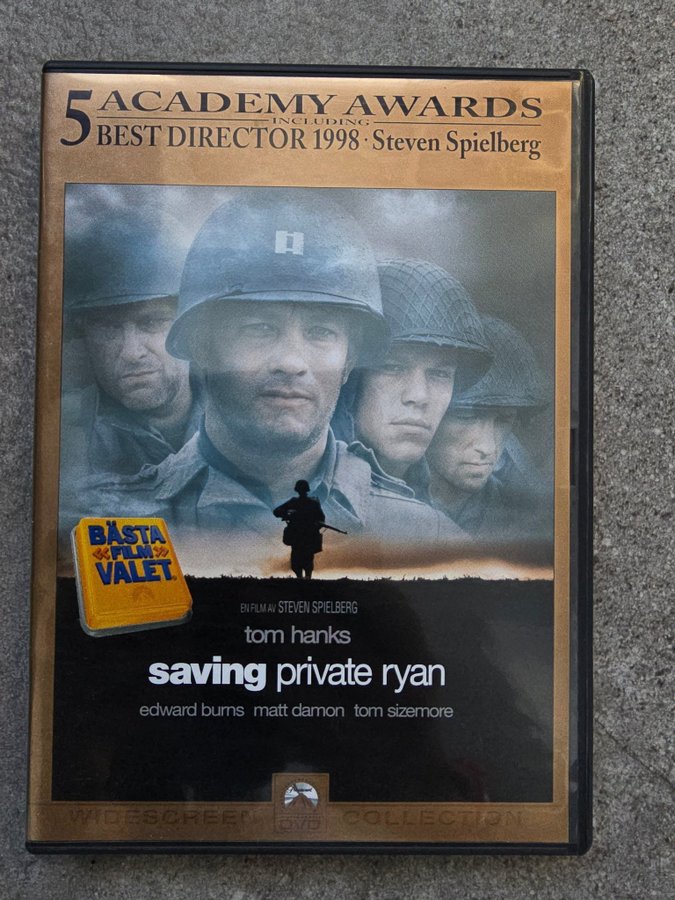 5 ACADEMY AWARDS
INCLUDING
BEST DIRECTOR 1998 · Steven Spielberg
BÄSTA
«FILM»
VALET
EN FILM AV STEVEN SPIELBERG
tom hanks
saving private ryan
edward burns matt damon tom sizemore
Paramount
WIDESCREEN DVD COLLECTION